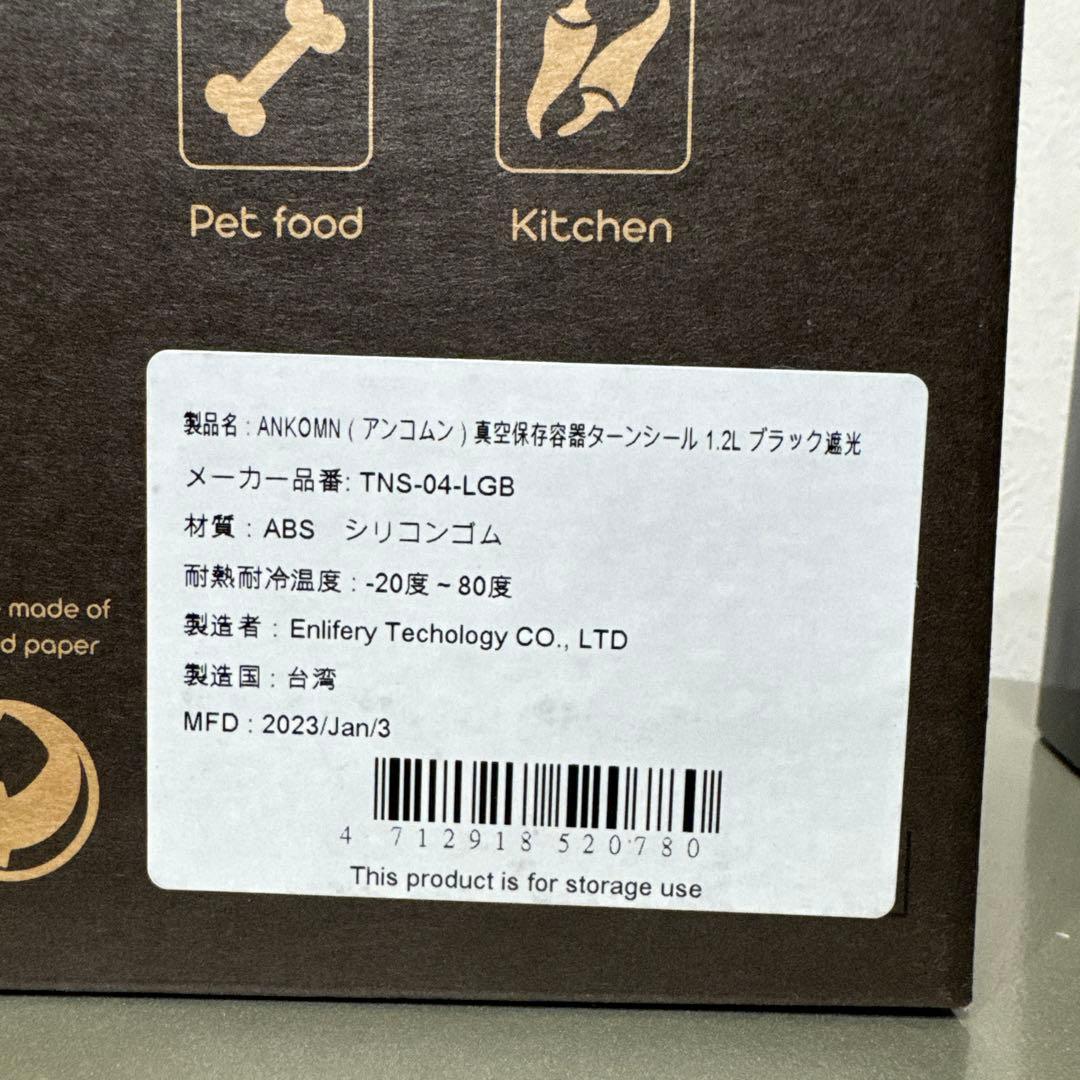 Pet food
Kitchen
made of
d paper
製品名 : ANKOMN ( アンコムン ) 真空保存容器ターンシール 1.2L ブラック遮光
メーカー品番: TNS-04-LGB
材質 : ABS シリコンゴム
耐熱耐冷温度 : -20度 ~ 80度
製造者 : Enlifery Techology CO., LTD
製造国 : 台湾
MFD : 2023/Jan/3
4 712918 520780
This product is for storage use